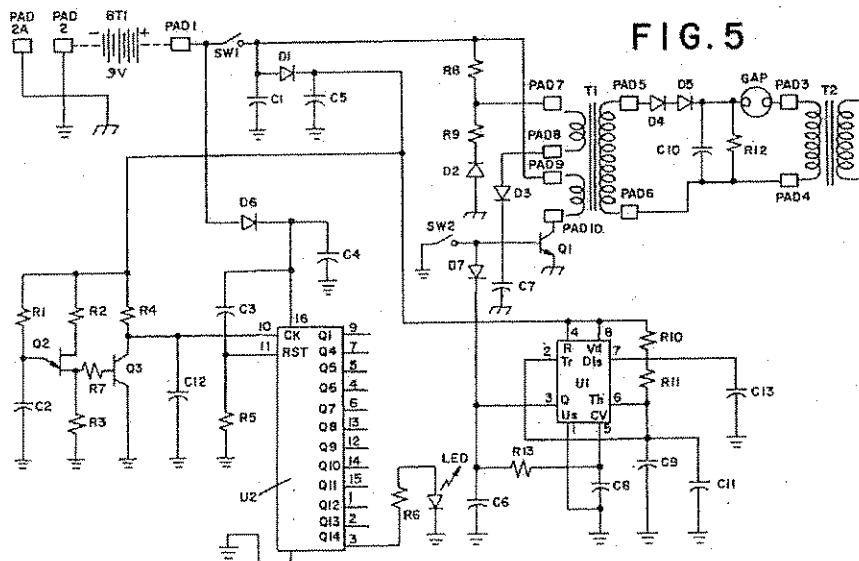 FIG.5
PAD 2A
PAD 2
BT1
- +
9V
PAD 1
SW1
D1
C1
C5
R8
PAD7
T1
PAD5
D4
D5
GAP
PAD3
T2
R9
PAD8
D2
PAD9
D3
C10
R12
PAD6
PAD4
PAD10
SW2
Q1
D7
C7
D6
C4
R1
R2
R4
C3
Q2
R7
Q3
C2
R3
C12
R5
10
16
11
CK
RST
Q1 9
Q4 7
Q5 5
Q6 4
Q7 6
Q8 13
Q9 12
Q10 14
Q11 15
Q12 1
Q13 2
Q14 3
U2
R6
LED
4 8
2 R Vd
Tr Dis 7
U1
3 Q Th 6
Us CV
1 5
R10
R11
C13
R13
C6
C8
C9
C11